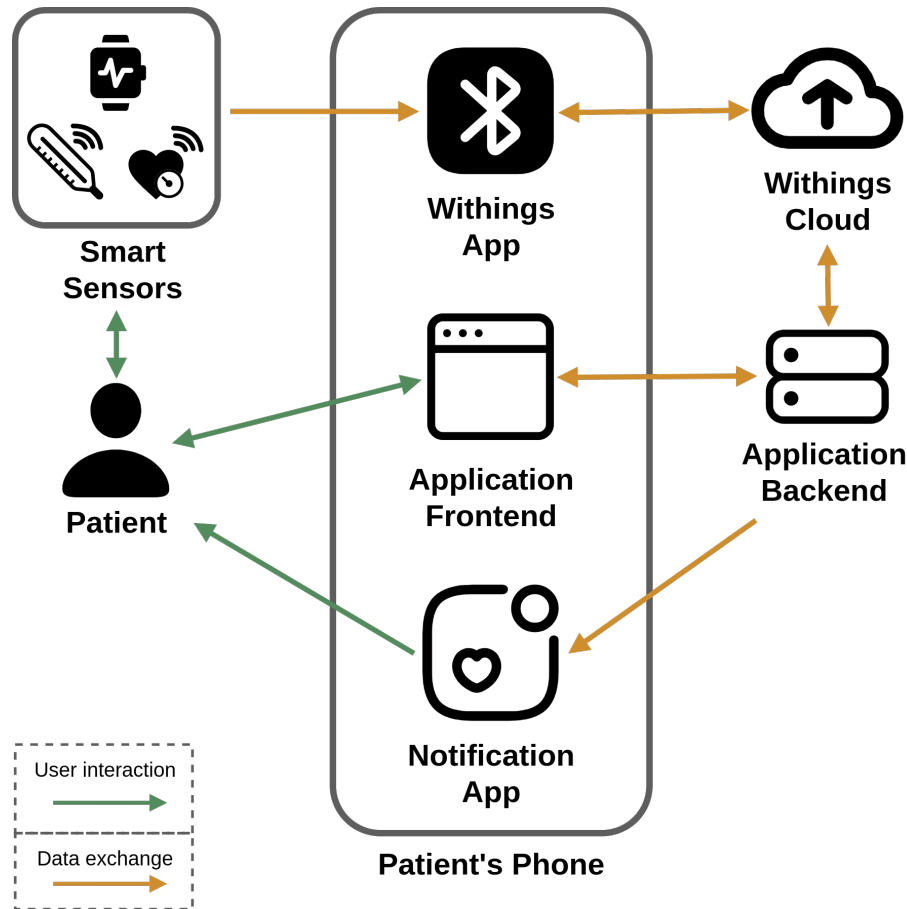 Smart
Sensors
Withings
App
Withings
Cloud
Patient
Application
Frontend
Application
Backend
Notification
App
Patient's Phone
User interaction
Data exchange